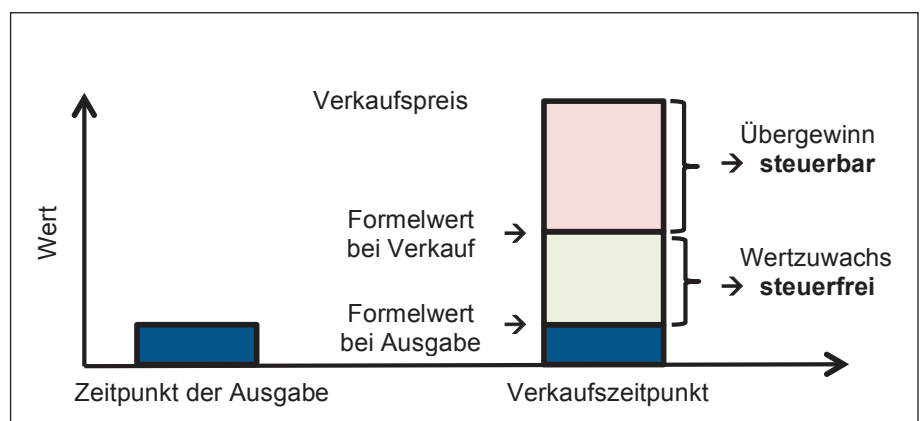 Verkaufspreis
Übergewinn
→ steuerbar
Wert
Formelwert
bei Verkauf →
Wertzuwachs
→ steuerfrei
Formelwert
bei Ausgabe →
Zeitpunkt der Ausgabe
Verkaufszeitpunkt